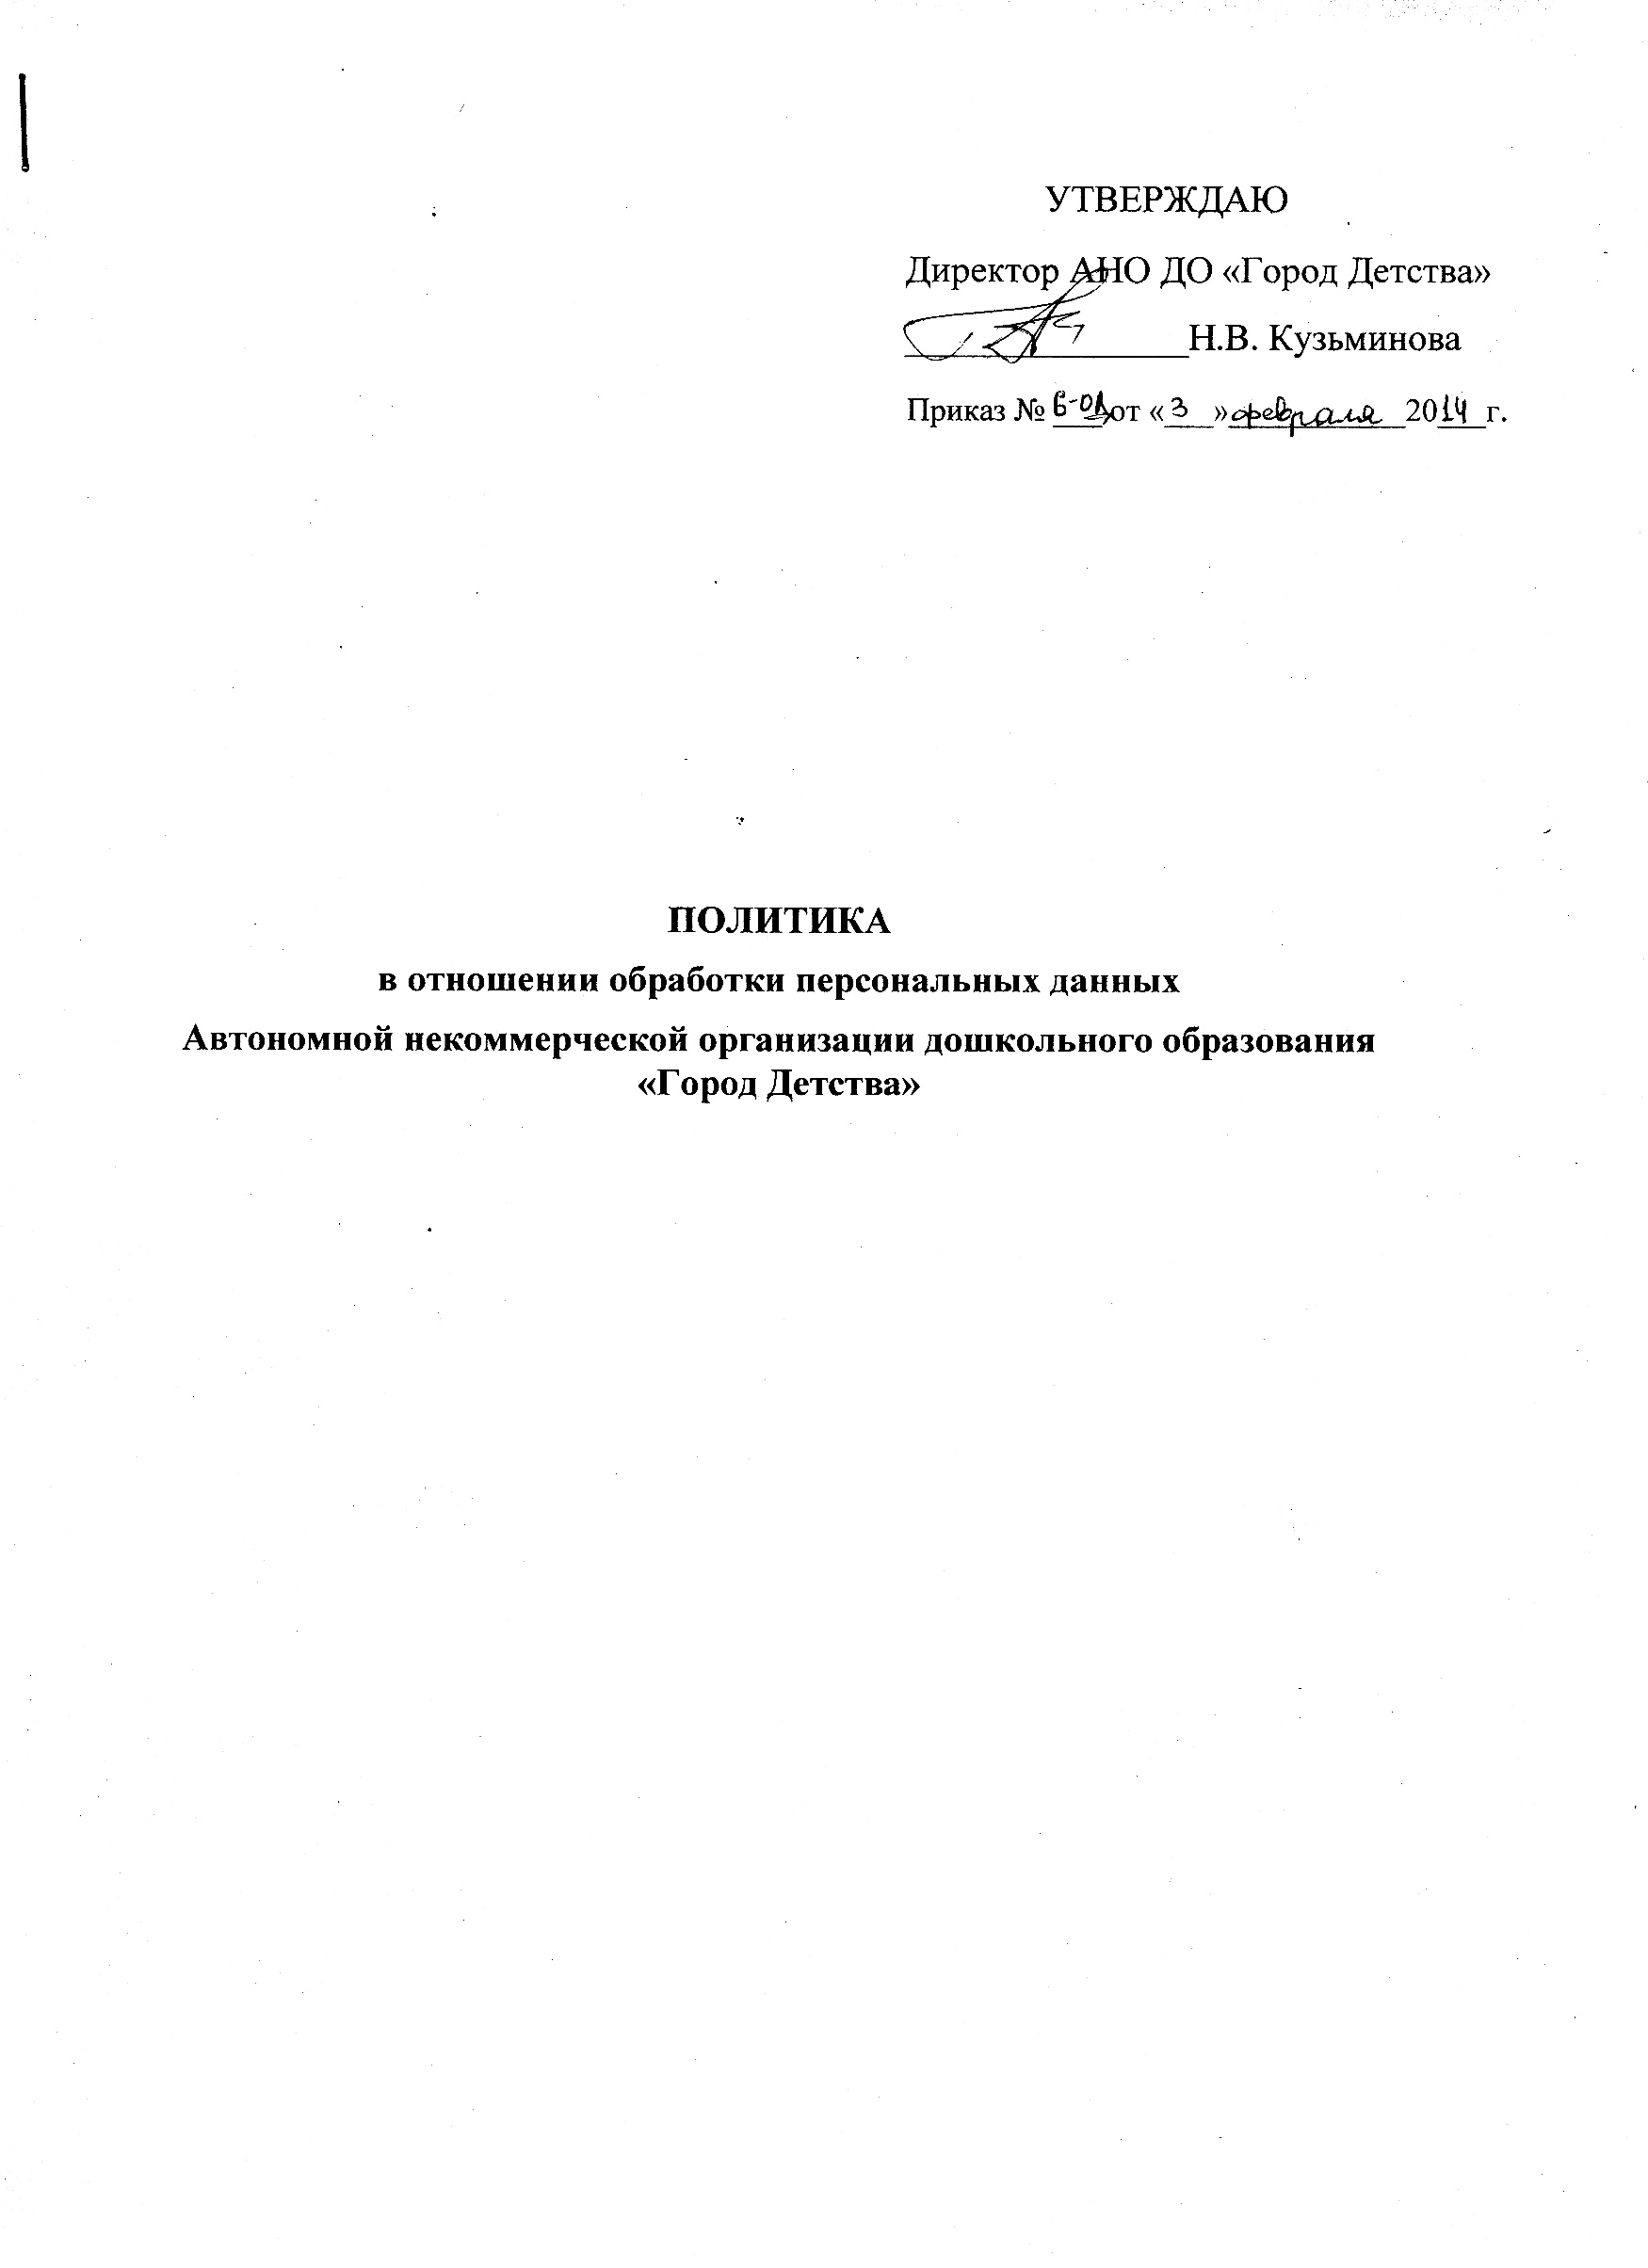 УТВЕРЖДАЮ
Директор АНО ДО «Город Детства»
Н.В. Кузьминова
Приказ № 6-ОД от «3» февраля 2014 г.
ПОЛИТИКА
в отношении обработки персональных данных
Автономной некоммерческой организации дошкольного образования
«Город Детства»